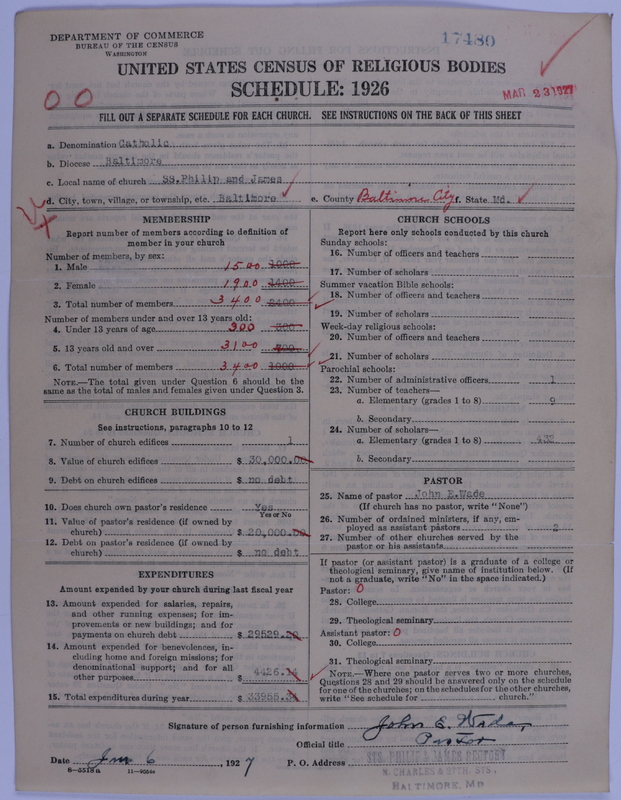 DEPARTMENT OF COMMERCE
BUREAU OF THE CENSUS
WASHINGTON
17480
UNITED STATES CENSUS OF RELIGIOUS BODIES
SCHEDULE: 1926
MAR 23 1927
0 0
FILL OUT A SEPARATE SCHEDULE FOR EACH CHURCH. SEE INSTRUCTIONS ON THE BACK OF THIS SHEET
a. Denomination Catholic
b. Diocese Baltimore
c. Local name of church SS.Philip and James
d. City, town, village, or township, etc. Baltimore e. County Baltimore City f. State Md.
MEMBERSHIP
Report number of members according to definition of
member in your church
Number of members, by sex:
1. Male 1500 1000
2. Female 1900 1400
3. Total number of members 3400 2400
Number of members under and over 13 years old:
4. Under 13 years of age 300 300
5. 13 years old and over 3100 700
6. Total number of members 3400 1000
NOTE.—The total given under Question 6 should be
same as the total of males and females given under Question 3.
CHURCH BUILDINGS
See instructions, paragraphs 10 to 12
7. Number of church edifices 1
8. Value of church edifices $ 30,000.00
9. Debt on church edifices $ no debt
10. Does church own pastor's residence Yes
Yes or No
11. Value of pastor's residence (if owned by
church) $ 20,000.00
12. Debt on pastor's residence (if owned by
church) $ no debt
EXPENDITURES
Amount expended by your church during last fiscal year
13. Amount expended for salaries, repairs,
and other running expenses; for im-
provements or new buildings; and for
payments on church debt $ 29529.20
14. Amount expended for benevolences, in-
cluding home and foreign missions; for
denominational support; and for all
other purposes $ 4426.14
15. Total expenditures during year $ 33955.34
CHURCH SCHOOLS
Report here only schools conducted by this church
Sunday schools:
16. Number of officers and teachers
17. Number of scholars
Summer vacation Bible schools:
18. Number of officers and teachers
19. Number of scholars
Week-day religious schools:
20. Number of officers and teachers
21. Number of scholars
Parochial schools:
22. Number of administrative officers 1
23. Number of teachers—
a. Elementary (grades 1 to 8) 9
b. Secondary
24. Number of scholars—
a. Elementary (grades 1 to 8) 432
b. Secondary
PASTOR
25. Name of pastor John E.Wade
(If church has no pastor, write "None")
26. Number of ordained ministers, if any, em-
ployed as assistant pastors 2
27. Number of other churches served by the
pastor or his assistants
If pastor (or assistant pastor) is a graduate of a college or
theological seminary, give name of institution below. (If
not a graduate, write "No" in the space indicated.)
Pastor: 0
28. College
29. Theological seminary
Assistant pastor: 0
30. College
31. Theological seminary
NOTE.—Where one pastor serves two or more churches,
Questions 28 and 29 should be answered only on the schedule
for one of the churches; on the schedules for the other churches,
write "See schedule for church."
Signature of person furnishing information John E. Wade,
Official title Pastor
Date Jan 6 1927 P. O. Address STS. PHILIP & JAMES RECTORY
N. CHARLES & 27TH. STS.,
BALTIMORE, MD
8—5518a 11—9054